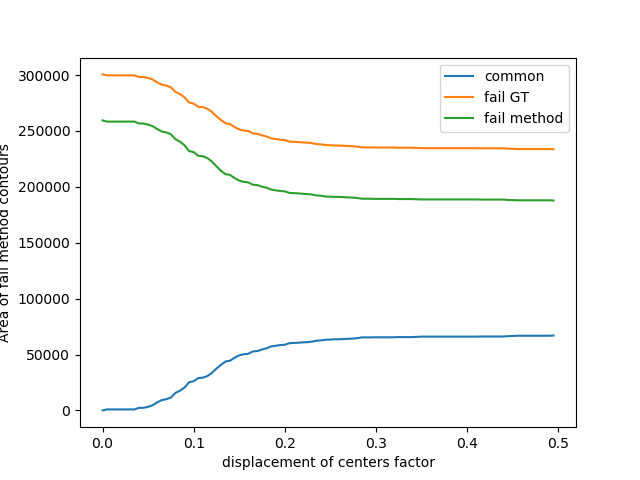 common
fail GT
fail method
300000
250000
200000
150000
100000
50000
0
Area of fail method contours
0.0 0.1 0.2 0.3 0.4 0.5
displacement of centers factor